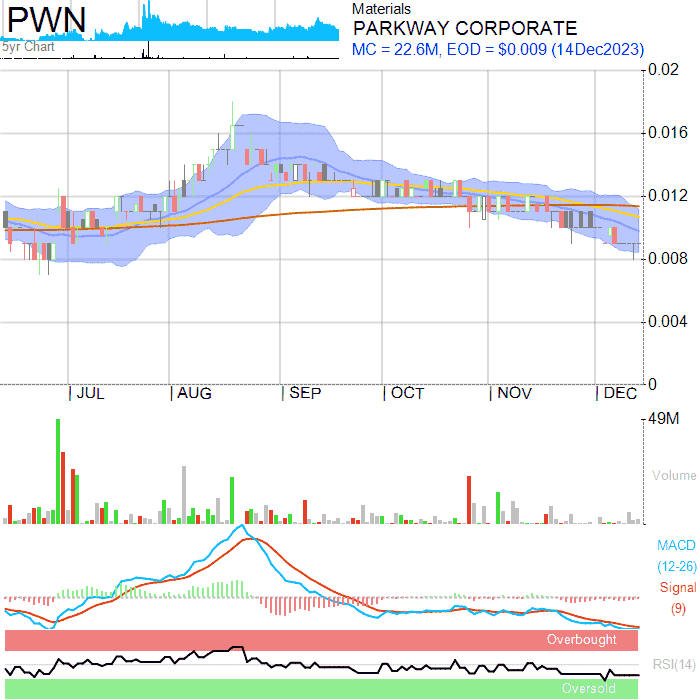 PWN
5yr Chart
Materials
PARKWAY CORPORATE
MC = 22.6M, EOD = $0.009 (14Dec2023)
0.02
0.016
0.012
0.008
0.004
0
JUL AUG SEP OCT NOV DEC
49M
Volume
MACD
(12-26)
Signal
(9)
Overbought
RSI(14)
Oversold